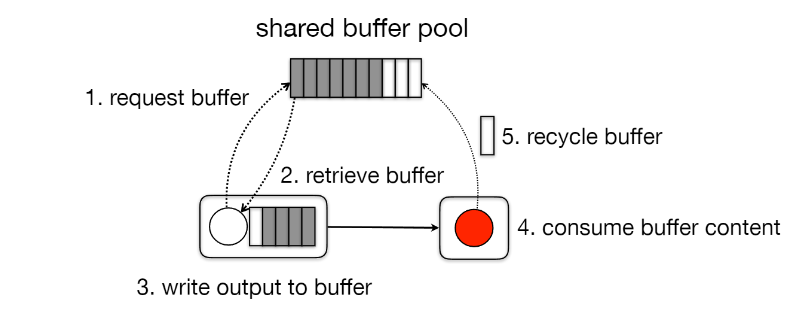 shared buffer pool
1. request buffer
5. recycle buffer
2. retrieve buffer
4. consume buffer content
3. write output to buffer